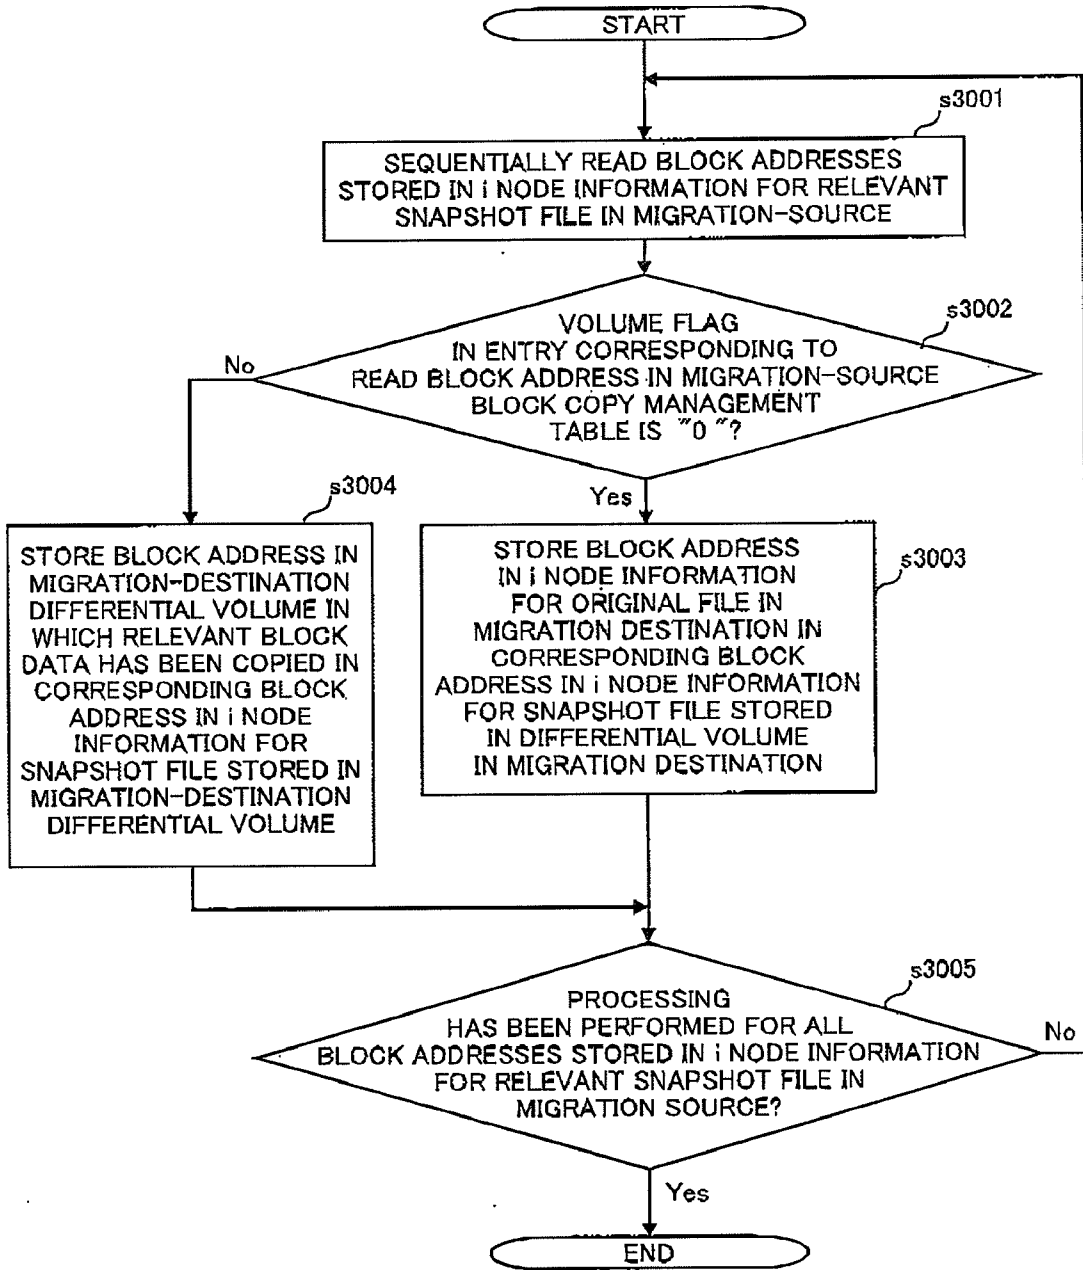 START
s3001
SEQUENTIALLY READ BLOCK ADDRESSES
STORED IN i NODE INFORMATION FOR RELEVANT
SNAPSHOT FILE IN MIGRATION-SOURCE
s3002
VOLUME FLAG
IN ENTRY CORRESPONDING TO
READ BLOCK ADDRESS IN MIGRATION-SOURCE
BLOCK COPY MANAGEMENT
TABLE IS "0"?
No
Yes
s3004
STORE BLOCK ADDRESS IN
MIGRATION-DESTINATION
DIFFERENTIAL VOLUME IN
WHICH RELEVANT BLOCK
DATA HAS BEEN COPIED IN
CORRESPONDING BLOCK
ADDRESS IN i NODE
INFORMATION FOR
SNAPSHOT FILE STORED IN
MIGRATION-DESTINATION
DIFFERENTIAL VOLUME
s3003
STORE BLOCK ADDRESS
IN i NODE INFORMATION
FOR ORIGINAL FILE IN
MIGRATION DESTINATION IN
CORRESPONDING BLOCK
ADDRESS IN i NODE INFORMATION
FOR SNAPSHOT FILE STORED
IN DIFFERENTIAL VOLUME
IN MIGRATION DESTINATION
s3005
PROCESSING
HAS BEEN PERFORMED FOR ALL
BLOCK ADDRESSES STORED IN i NODE INFORMATION
FOR RELEVANT SNAPSHOT FILE IN
MIGRATION SOURCE?
No
Yes
END